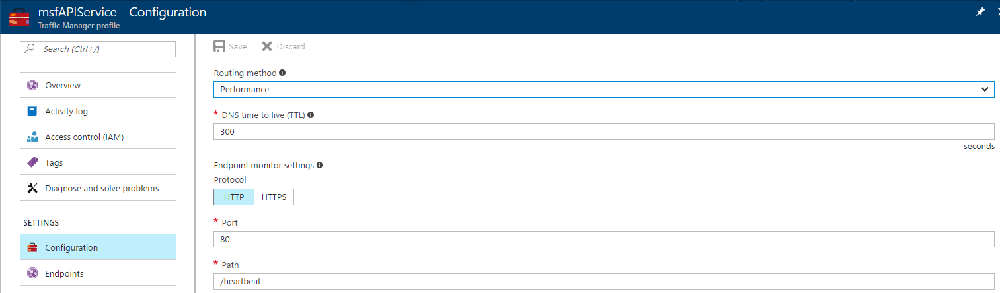 msfAPIService - Configuration
Traffic Manager profile
Search (Ctrl+/)
Overview
Activity log
Access control (IAM)
Tags
Diagnose and solve problems
SETTINGS
Configuration
Endpoints
Save Discard
Routing method
Performance
* DNS time to live (TTL)
300
seconds
Endpoint monitor settings
Protocol
HTTP HTTPS
* Port
80
* Path
/heartbeat